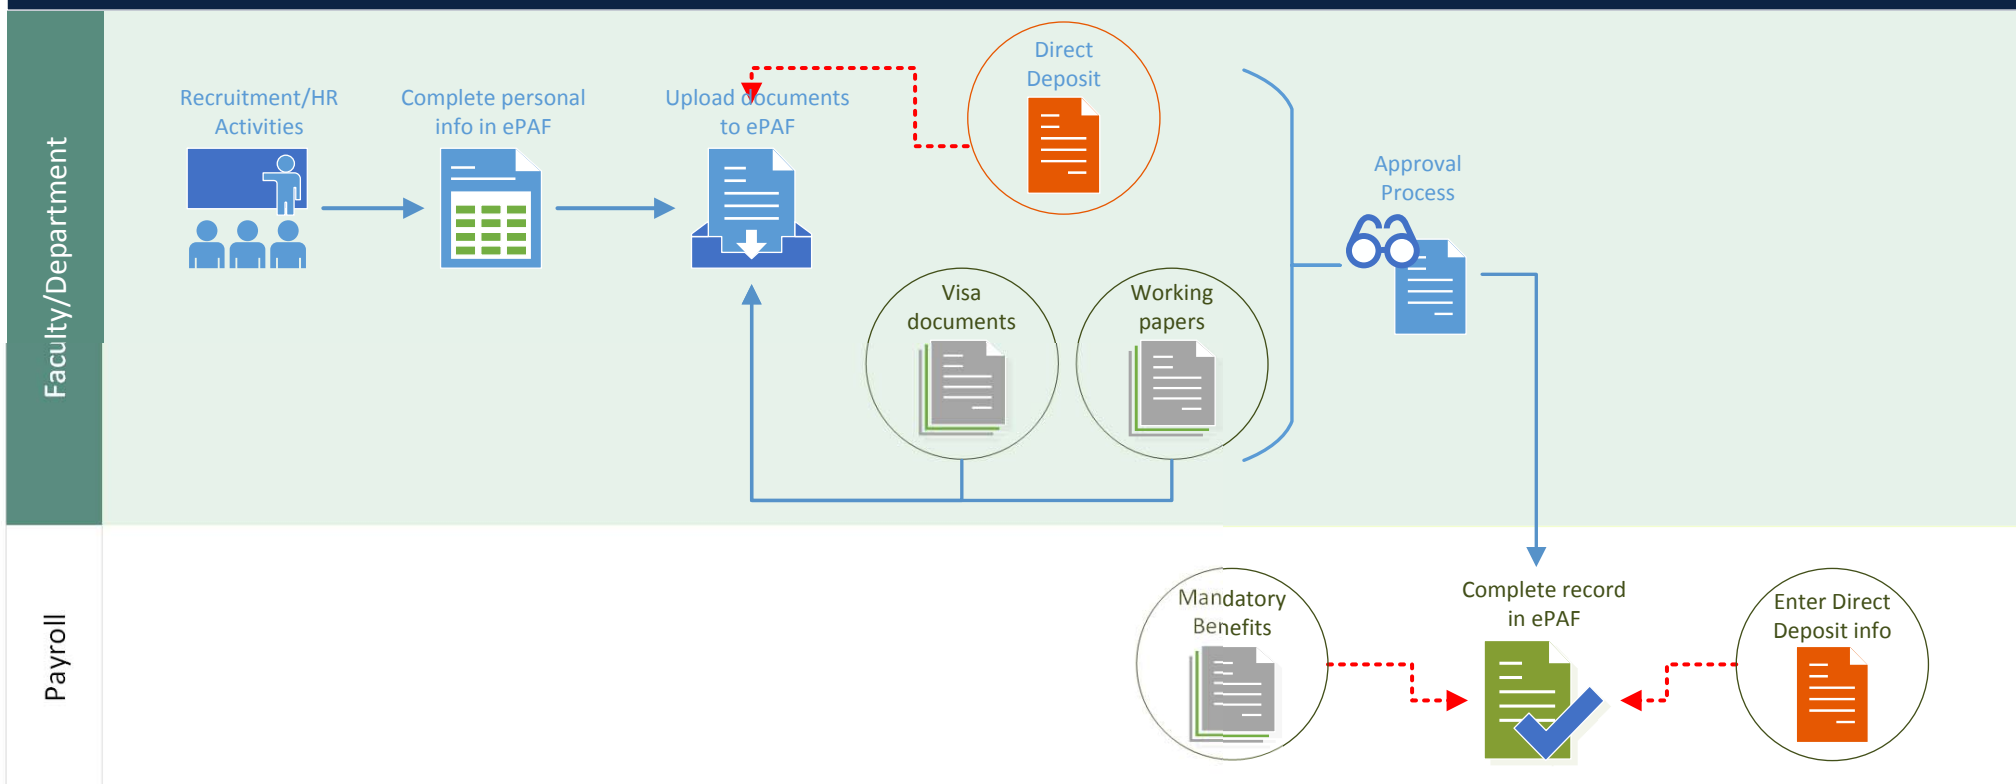 Faculty/Department
Recruitment/HR
Activities
Complete personal
info in ePAF
Upload documents
to ePAF
Direct
Deposit
Visa
documents
Working
papers
Approval
Process
Payroll
Mandatory
Benefits
Complete record
in ePAF
Enter Direct
Deposit info